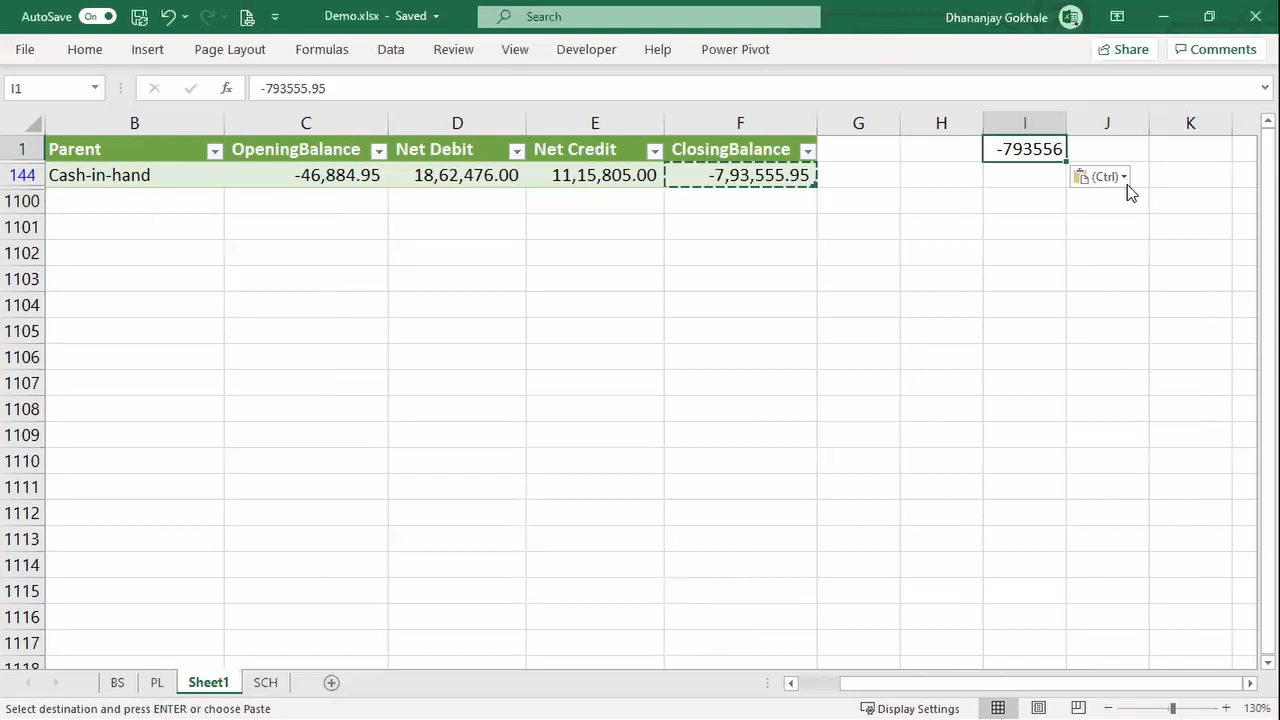 AutoSave On Demo.xlsx - Saved Search Dhananjay Gokhale
File Home Insert Page Layout Formulas Data Review View Developer Help Power Pivot Share Comments
I1 fx -793555.95
B C D E F G H I J K
1 Parent OpeningBalance Net Debit Net Credit ClosingBalance -793556
144 Cash-in-hand -46,884.95 18,62,476.00 11,15,805.00 -7,93,555.95 (Ctrl)
1100
1101
1102
1103
1104
1105
1106
1107
1108
1109
1110
1111
1112
1113
1114
1115
1116
1117
1118
BS PL Sheet1 SCH
Select destination and press ENTER or choose Paste Display Settings 130%